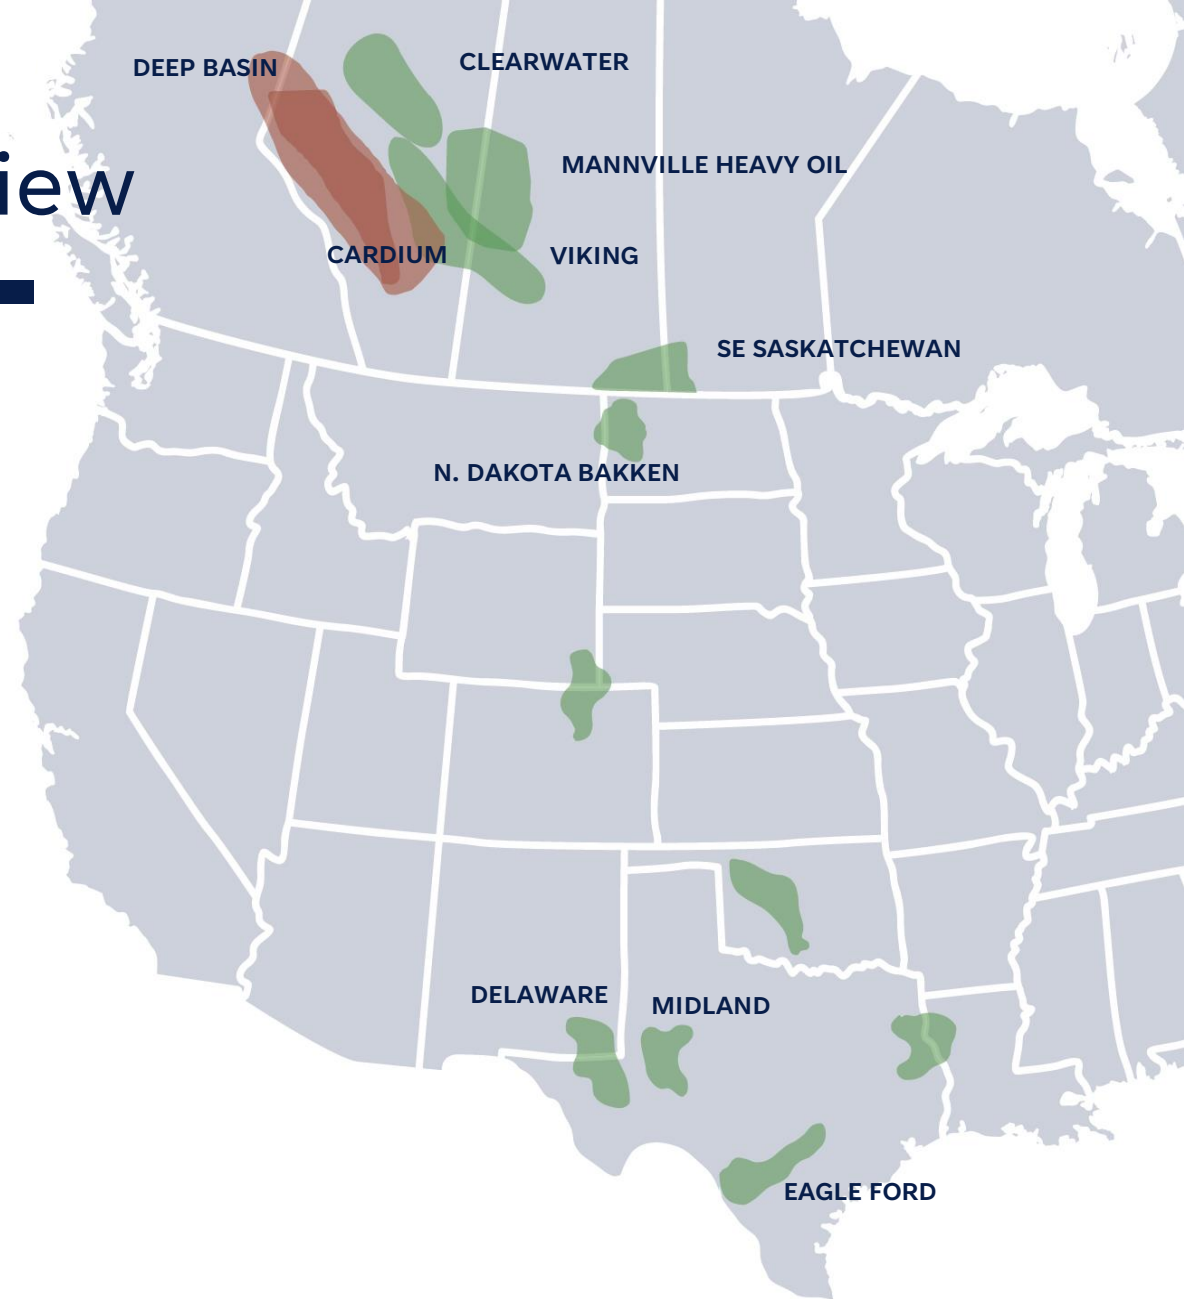 DEEP BASIN
CLEARWATER
MANNVILLE HEAVY OIL
iew
CARDIUM
VIKING
SE SASKATCHEWAN
N. DAKOTA BAKKEN
DELAWARE
MIDLAND
EAGLE FORD